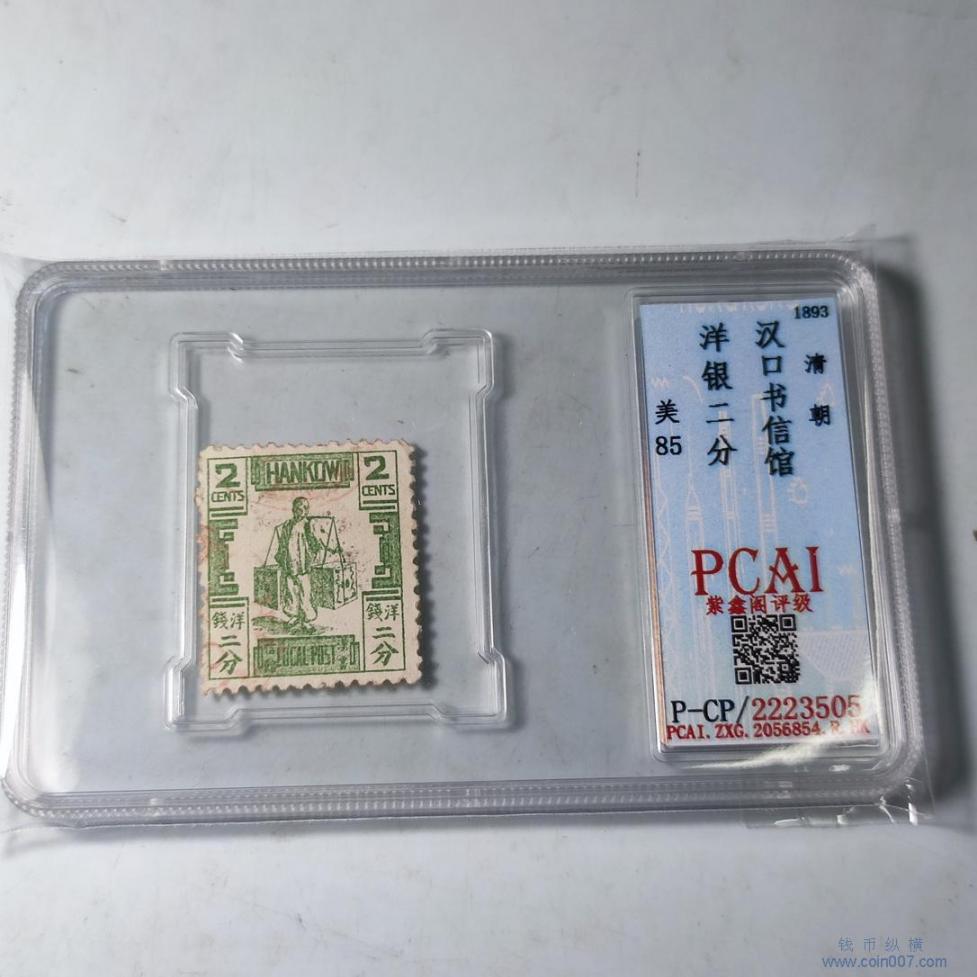 2
CENTS
HANKOW
2
CENTS
洋錢
二分
LOCAL POST
洋錢
二分
1893
清朝
汉口书信馆
洋银二分
美
85
PCAI
紫鑫阁评级
P-CP/2223505
PCAI.ZXG.2056854.R.HK
钱币纵横
www.coin007.com